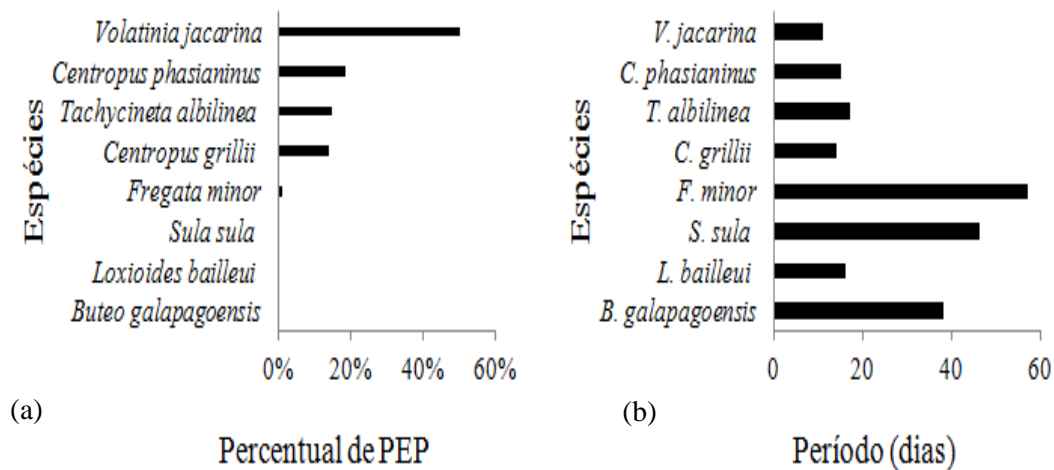 Espécies
Volatinia jacarina
Centropus phasianinus
Tachycineta albilinea
Centropus grillii
Fregata minor
Sula sula
Loxioides bailleui
Buteo galapagoensis
0% 20% 40% 60%
(a)
Percentual de PEP
Espécies
V. jacarina
C. phasianinus
T. albilinea
C. grillii
F. minor
S. sula
L. bailleui
B. galapagoensis
0 20 40 60
(b)
Período (dias)